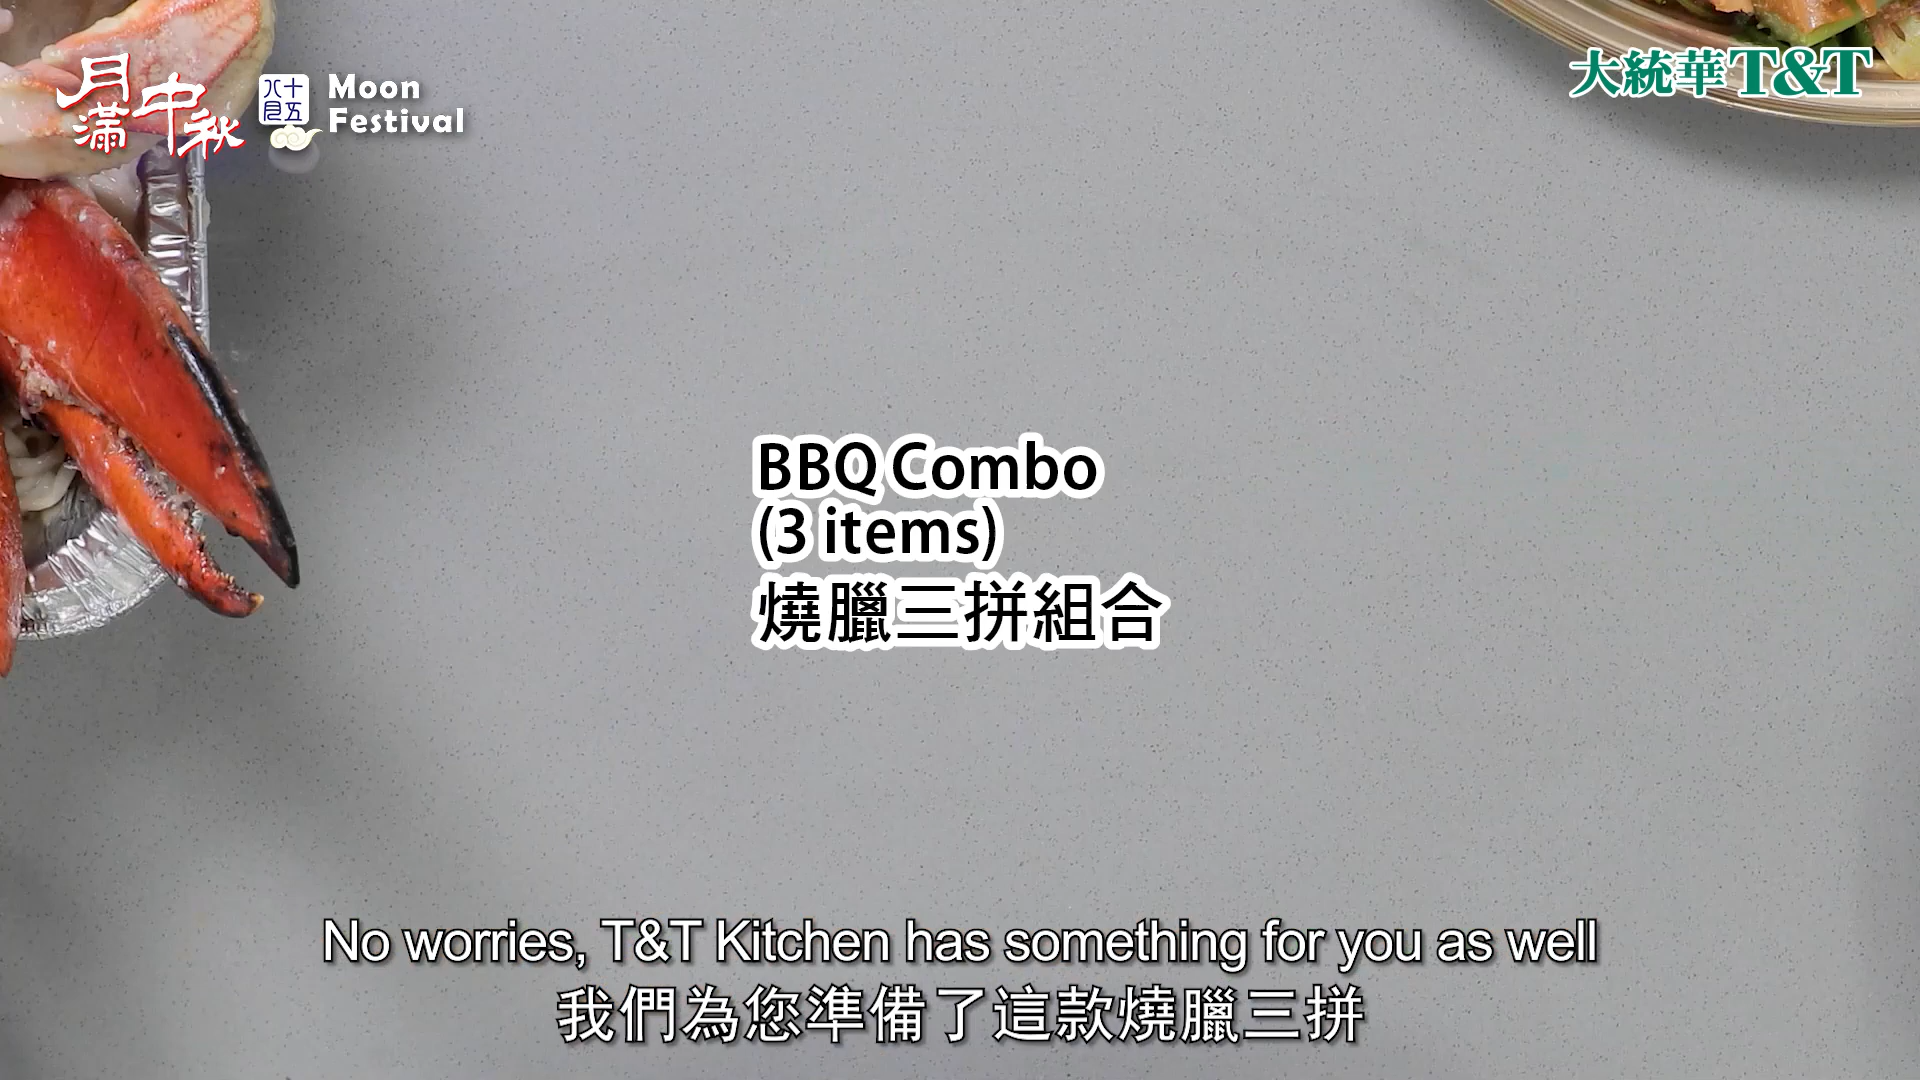 月滿中秋
八月十五
Moon
Festival
大統華T&T
BBQ Combo
(3 items)
燒臘三拼組合
No worries, T&T Kitchen has something for you as well
我們為您準備了這款燒臘三拼